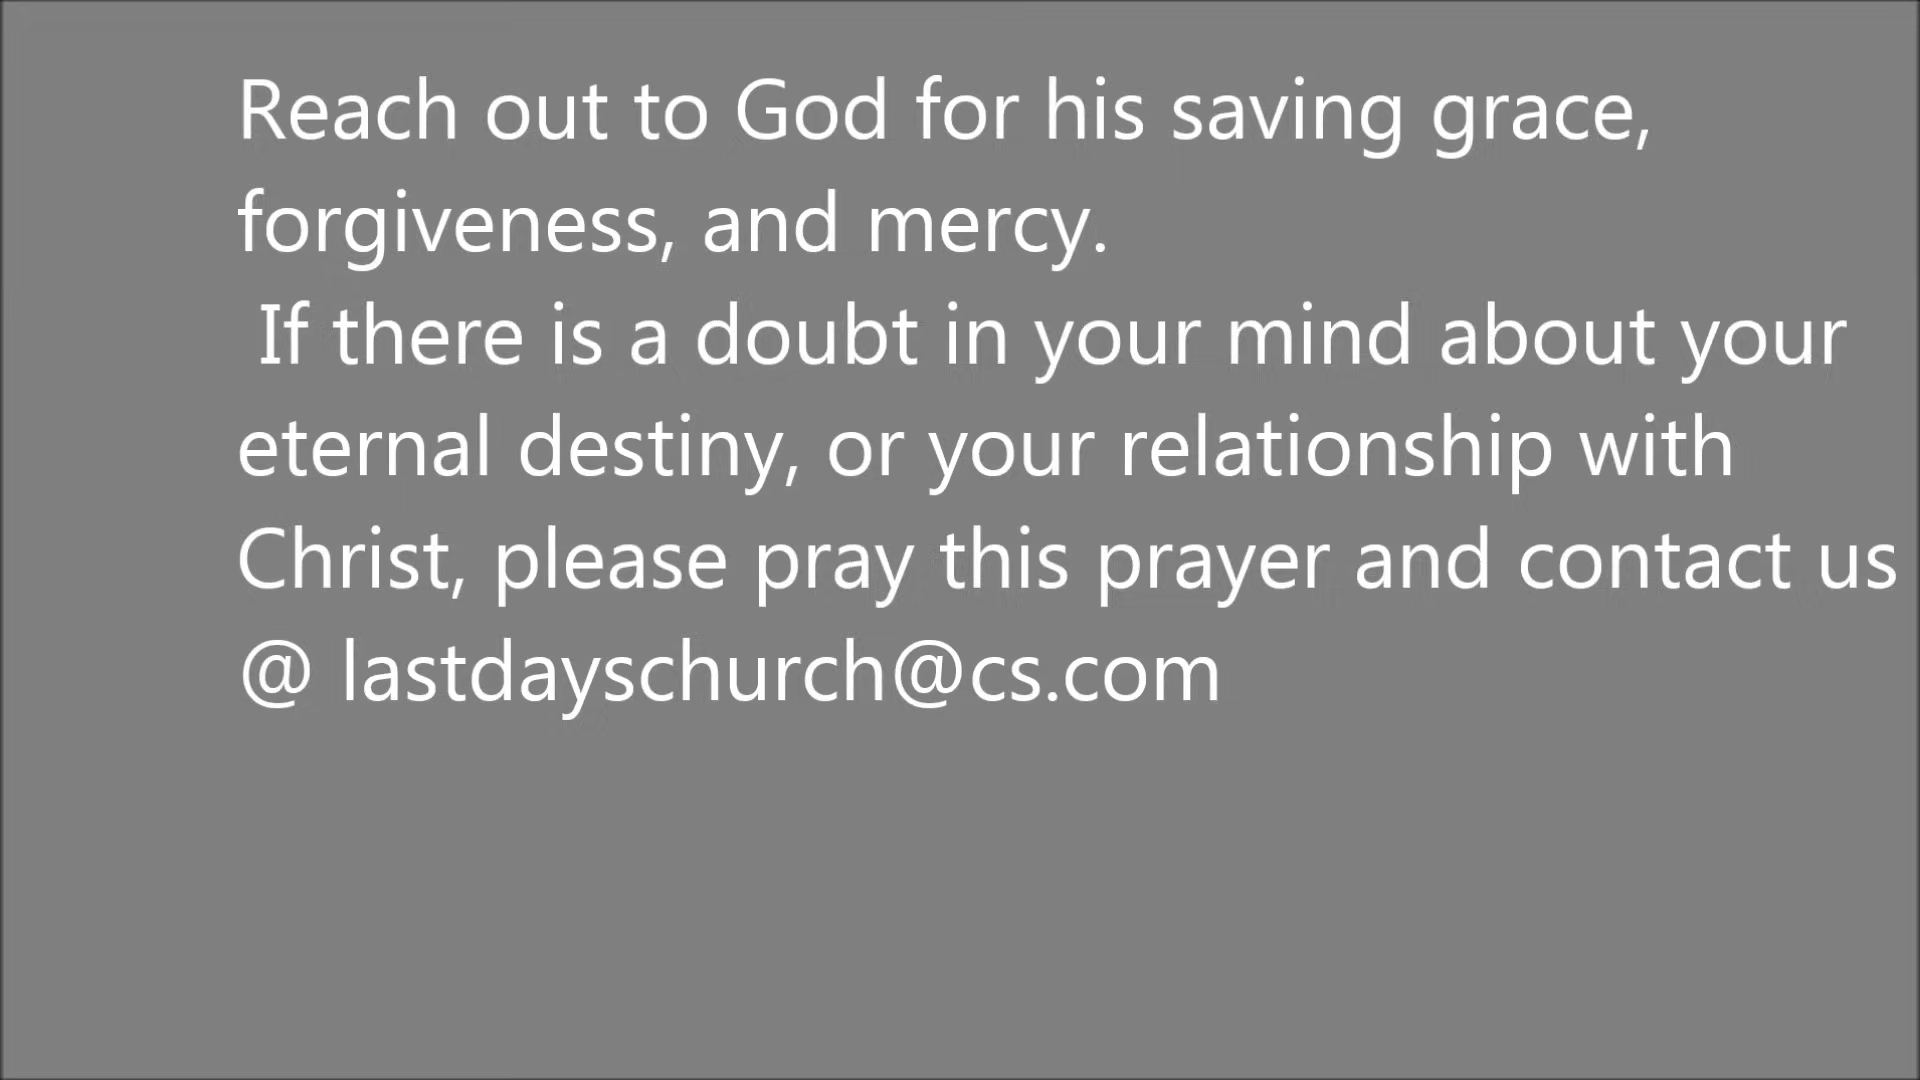 Reach out to God for his saving grace,
forgiveness, and mercy.
If there is a doubt in your mind about your
eternal destiny, or your relationship with
Christ, please pray this prayer and contact us
@ lastdayschurch@cs.com